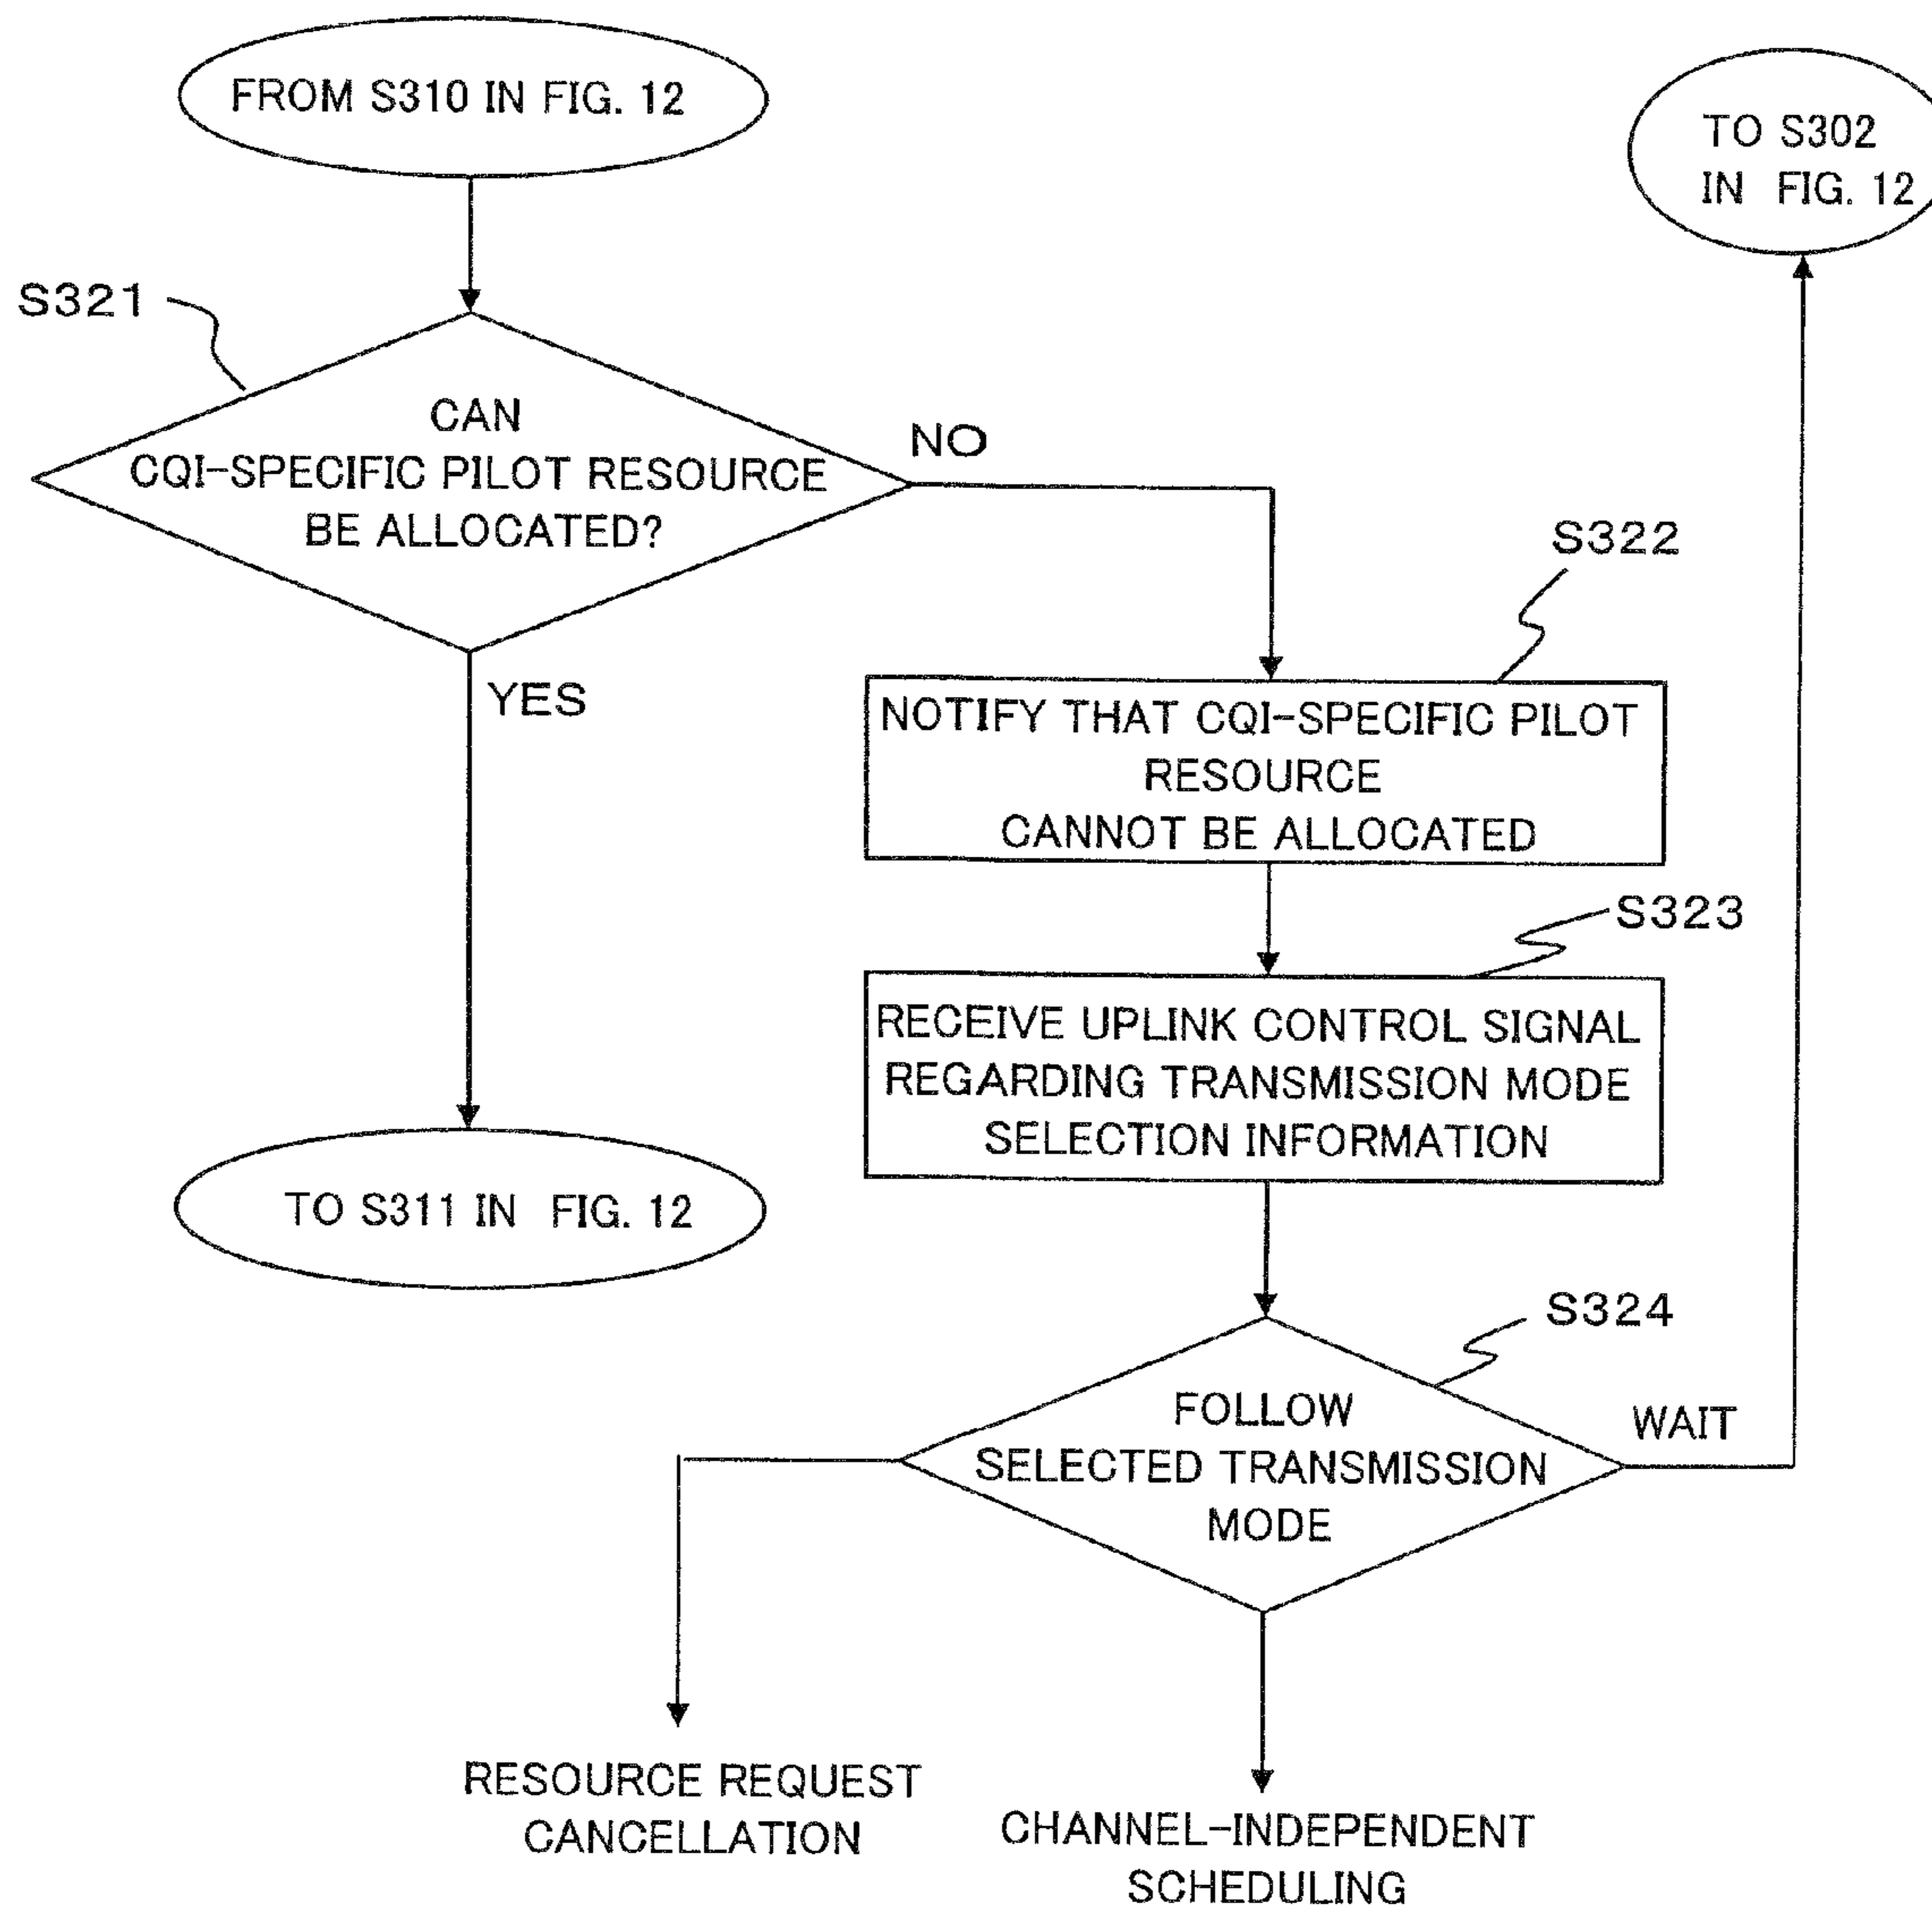 FROM S310 IN FIG. 12
TO S302
IN FIG. 12
S321
CAN
CQI-SPECIFIC PILOT RESOURCE
BE ALLOCATED?
NO
YES
S322
NOTIFY THAT CQI-SPECIFIC PILOT
RESOURCE
CANNOT BE ALLOCATED
S323
RECEIVE UPLINK CONTROL SIGNAL
REGARDING TRANSMISSION MODE
SELECTION INFORMATION
TO S311 IN FIG. 12
S324
FOLLOW
SELECTED TRANSMISSION
MODE
WAIT
RESOURCE REQUEST
CANCELLATION
CHANNEL-INDEPENDENT
SCHEDULING